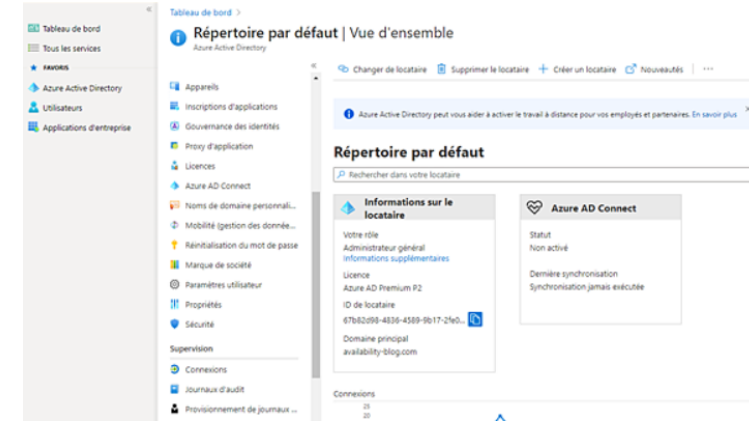 Tableau de bord
Tous les services
FAVORIS
Azure Active Directory
Utilisateurs
Applications d'entreprise
Tableau de bord >
Répertoire par défaut | Vue d'ensemble
Azure Active Directory
Appareils
Inscriptions d'applications
Gouvernance des identités
Proxy d'application
Licences
Azure AD Connect
Noms de domaine personnali...
Mobilité (gestion des donnée...
Réinitialisation du mot de passe
Marque de société
Paramètres utilisateur
Propriétés
Sécurité
Supervision
Connexions
Journaux d'audit
Provisionnement de journaux ...
Changer de locataire Supprimer le locataire Créer un locataire Nouveautés ...
Azure Active Directory peut vous aider à activer le travail à distance pour vos employés et partenaires. En savoir plus
Répertoire par défaut
Rechercher dans votre locataire
Informations sur le
locataire
Votre rôle
Administrateur général
Informations supplémentaires
Licence
Azure AD Premium P2
ID de locataire
67b82d98-4836-4589-9b17-2fe0...
Domaine principal
availability-blog.com
Azure AD Connect
Statut
Non activé
Dernière synchronisation
Synchronisation jamais exécutée
Connexions
25
20